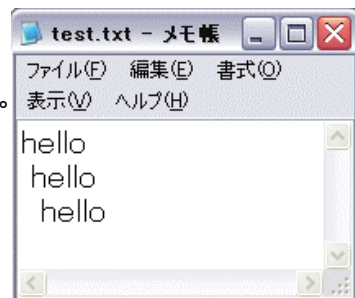 test.txt - メモ帳
ファイル(F) 編集(E) 書式(O)
。
表示(V) ヘルプ(H)
hello
 hello
  hello